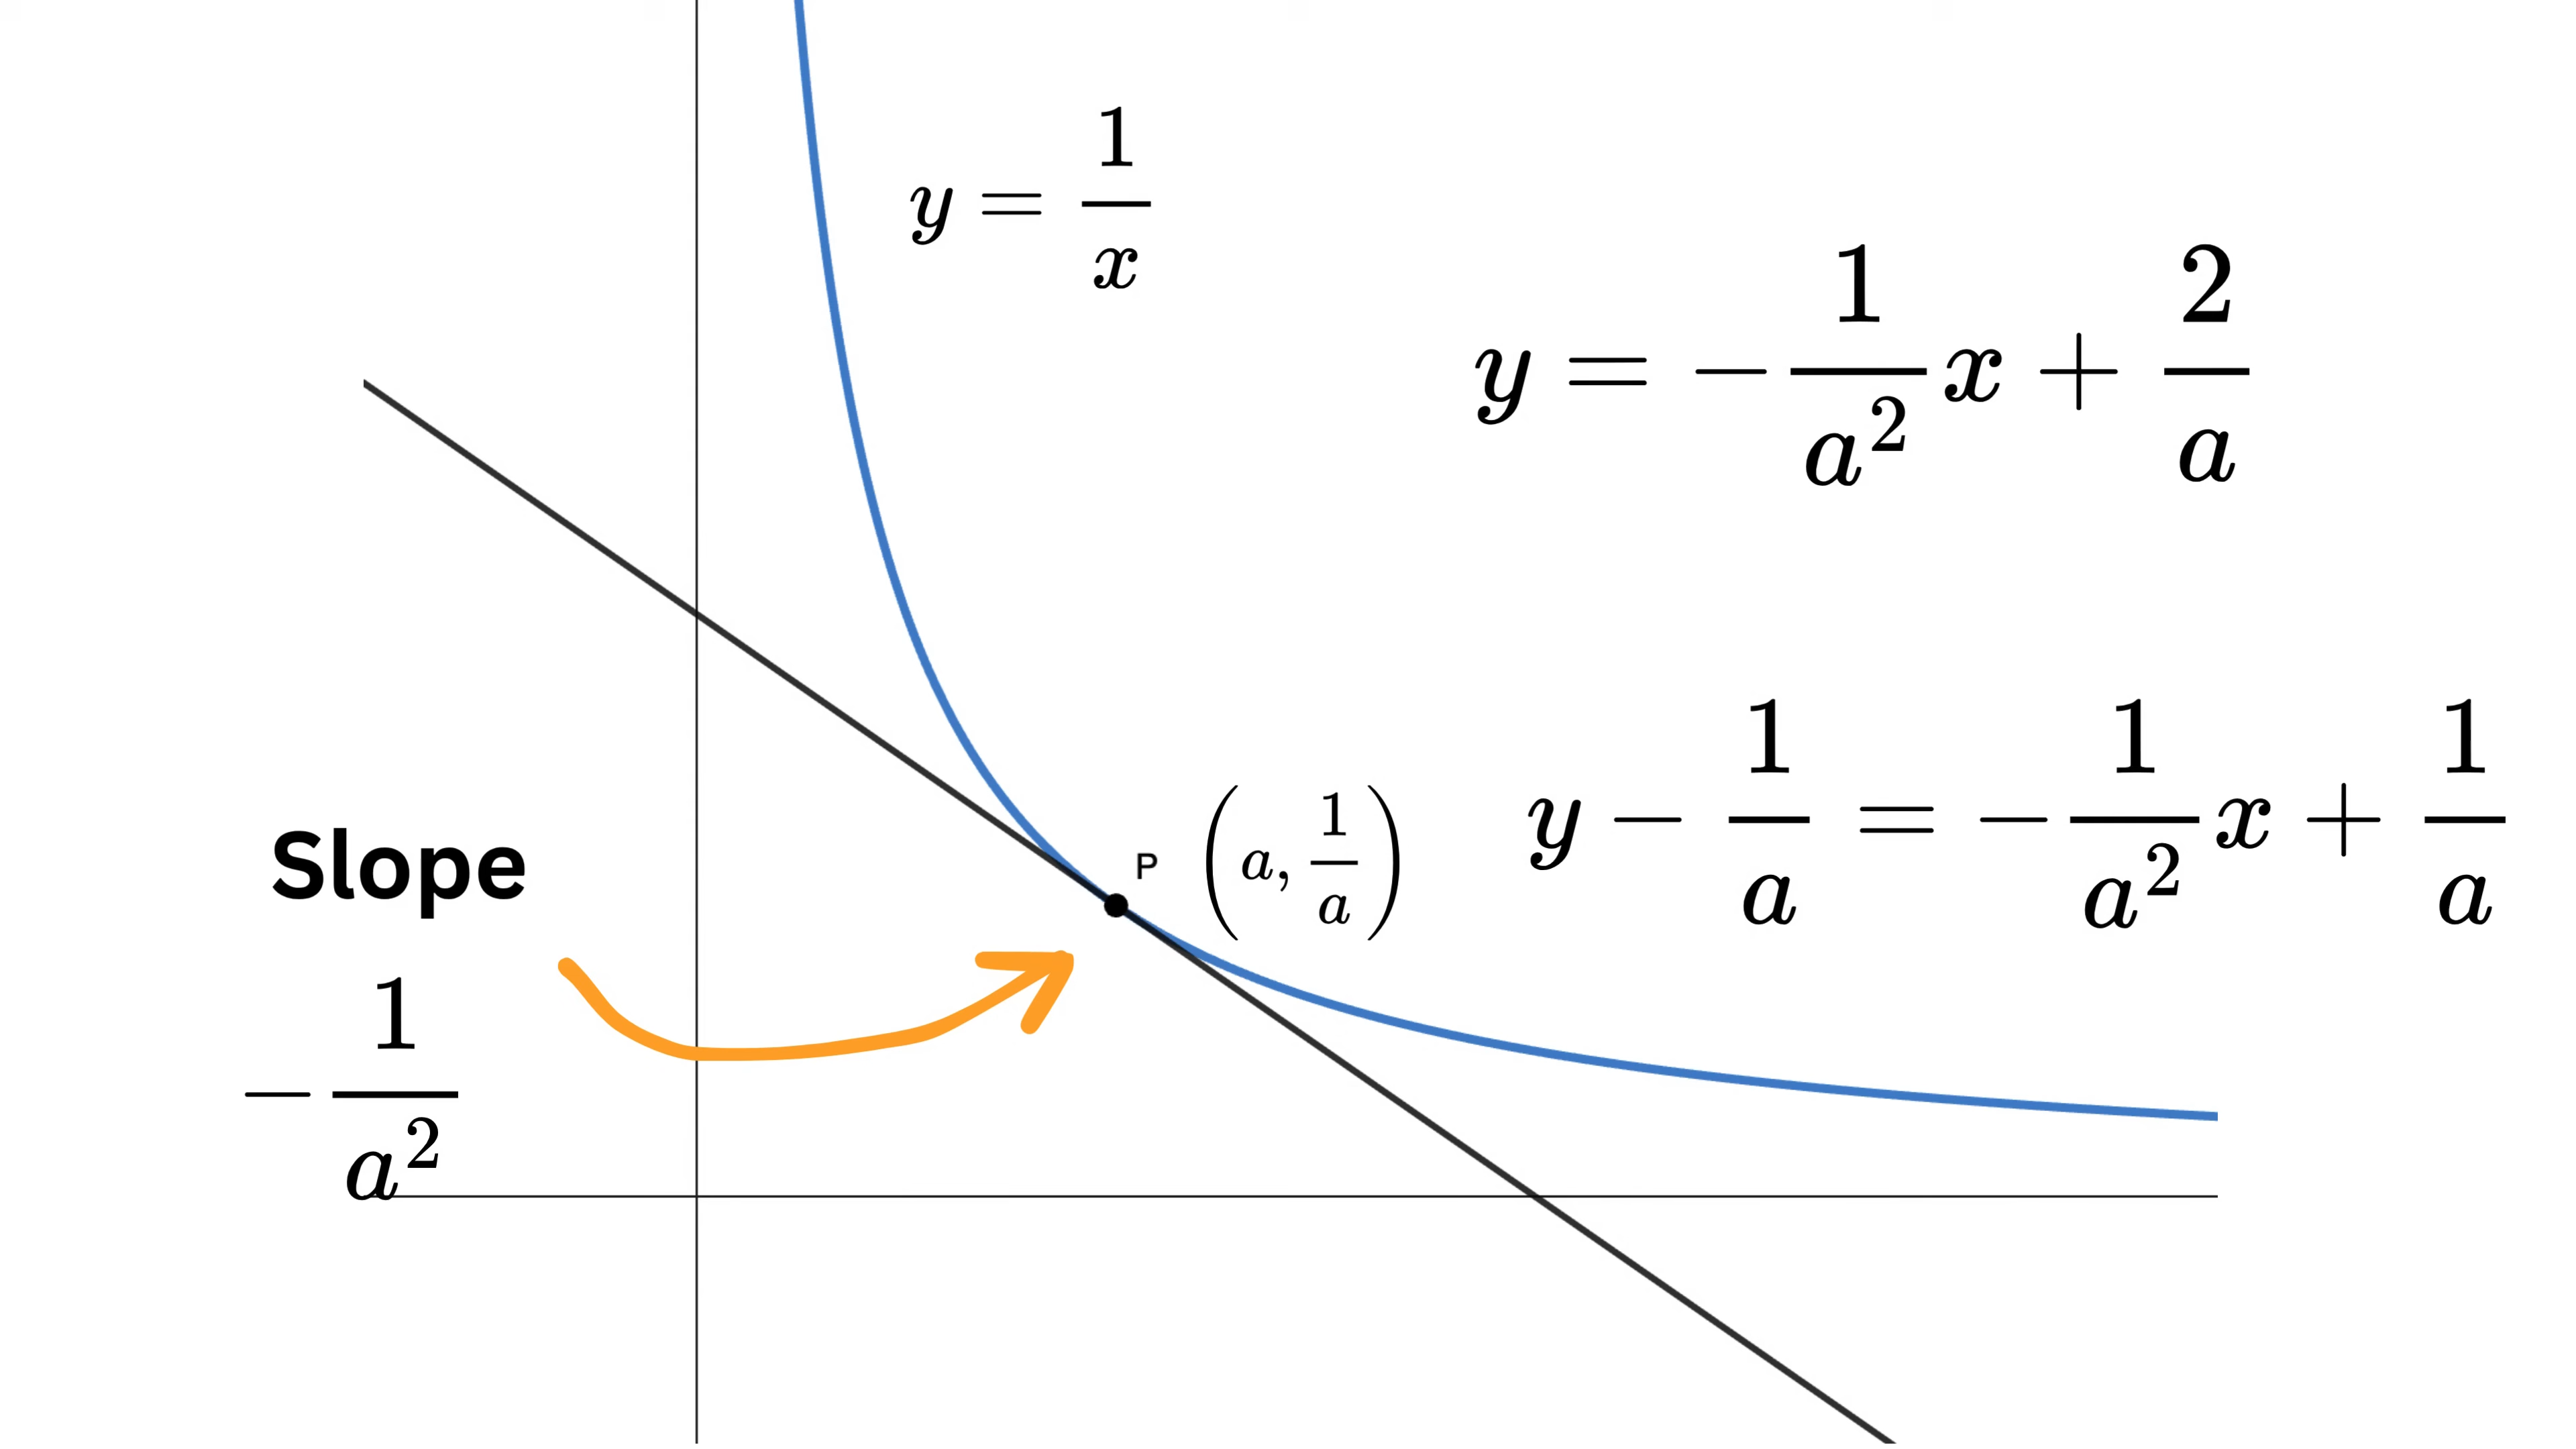 y = 1/x
y = -1/a² x + 2/a
P (a, 1/a)
y - 1/a = -1/a² x + 1/a
Slope
-1/a²